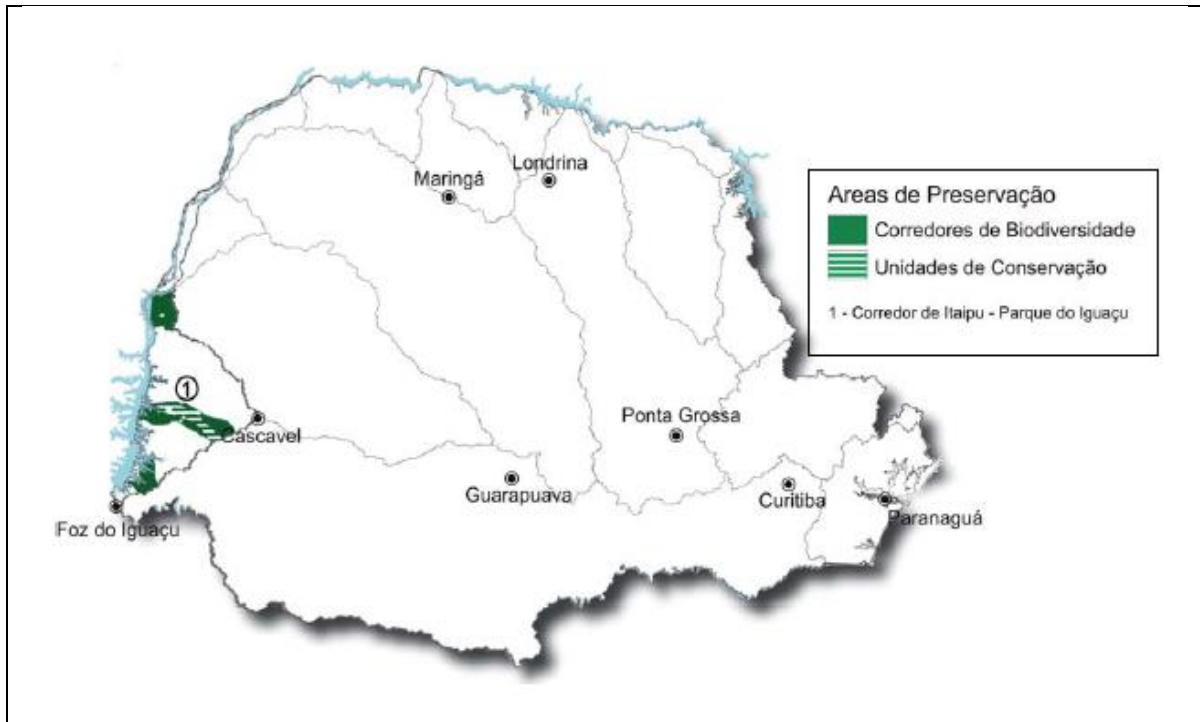 Londrina
Maringá
Areas de Preservação
Corredores de Biodiversidade
Unidades de Conservação
1 - Corredor de Itaipu - Parque do Iguaçu
1
Ponta Grossa
Cascavel
Guarapuava
Curitiba
Paranaguá
Foz do Iguaçu